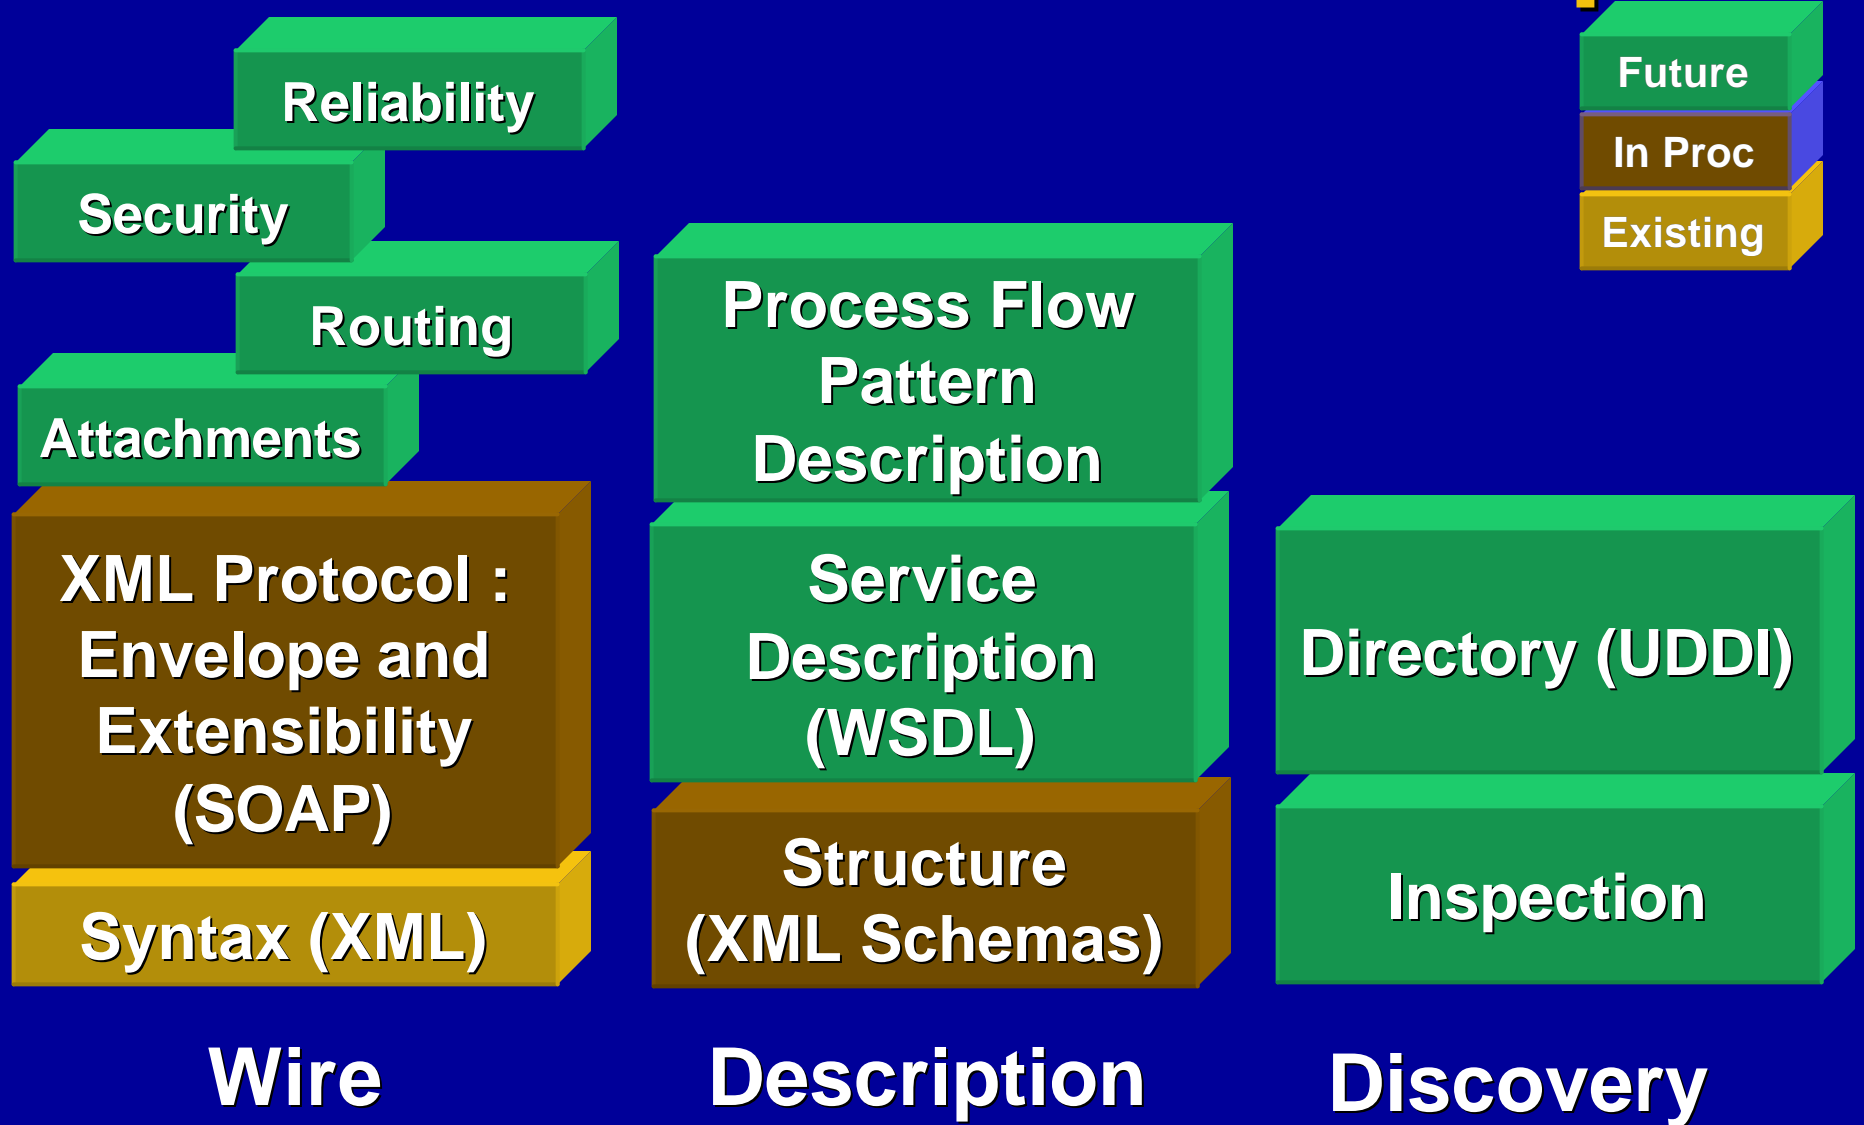 Reliability
Security
Routing
Attachments
XML Protocol :
Envelope and
Extensibility
(SOAP)
Syntax (XML)
Wire
Process Flow
Pattern
Description
Service
Description
(WSDL)
Structure
(XML Schemas)
Description
Future
In Proc
Existing
Directory (UDDI)
Inspection
Discovery